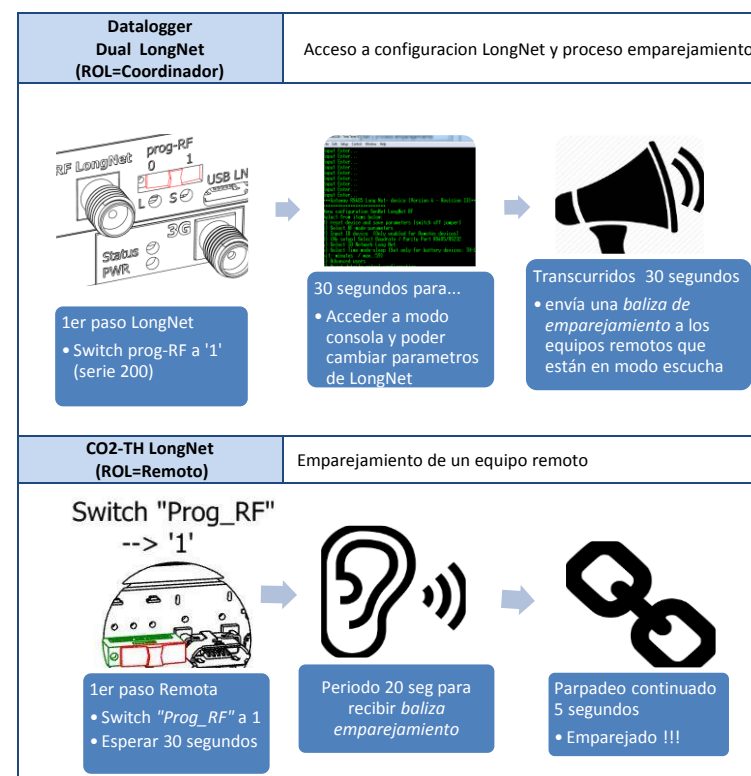 Datalogger
Dual LongNet
(ROL=Coordinador)
Acceso a configuracion LongNet y proceso emparejamiento
RF LongNet
prog-RF
0 1
USB LN
L S
3G
Status
PWR
1er paso LongNet
• Switch prog-RF a '1'
(serie 200)
30 segundos para...
• Acceder a modo
consola y poder
cambiar parametros
de LongNet
Transcurridos 30 segundos
• envía una baliza de
emparejamiento a los
equipos remotos que
están en modo escucha
CO2-TH LongNet
(ROL=Remoto)
Emparejamiento de un equipo remoto
Switch "Prog_RF"
--> '1'
1er paso Remota
• Switch "Prog_RF" a 1
• Esperar 30 segundos
Periodo 20 seg para
recibir baliza
emparejamiento
Parpadeo continuado
5 segundos
• Emparejado !!!